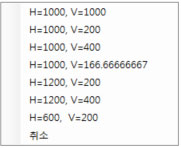 H=1000, V=1000
H=1000, V=200
H=1000, V=400
H=1000, V=166.66666667
H=1200, V=200
H=1200, V=400
H=600,  V=200
취소